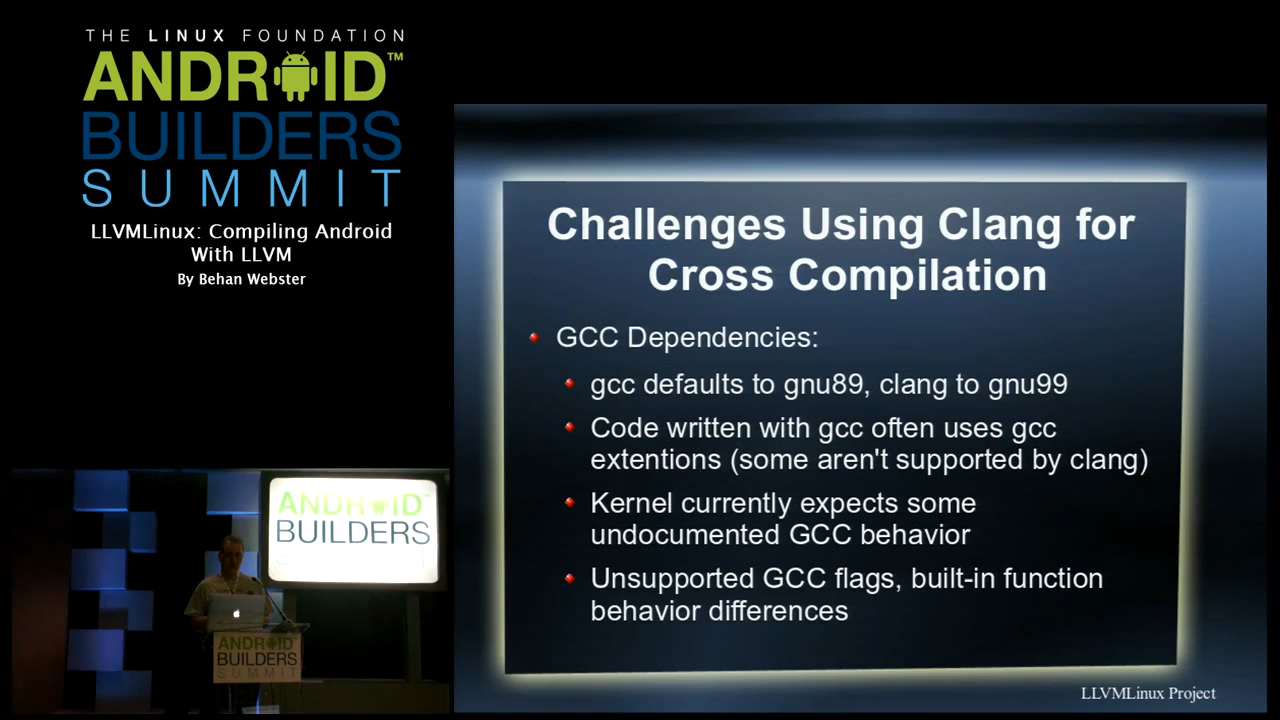 THE LINUX FOUNDATION
ANDROID™
BUILDERS
SUMMIT
LLVMLinux: Compiling Android
With LLVM
By Behan Webster
Challenges Using Clang for
Cross Compilation
GCC Dependencies:
gcc defaults to gnu89, clang to gnu99
Code written with gcc often uses gcc
extentions (some aren't supported by clang)
Kernel currently expects some
undocumented GCC behavior
Unsupported GCC flags, built-in function
behavior differences
LLVMLinux Project
ANDROID™
BUILDERS
ANDROID
BUILDERS
SUMMIT